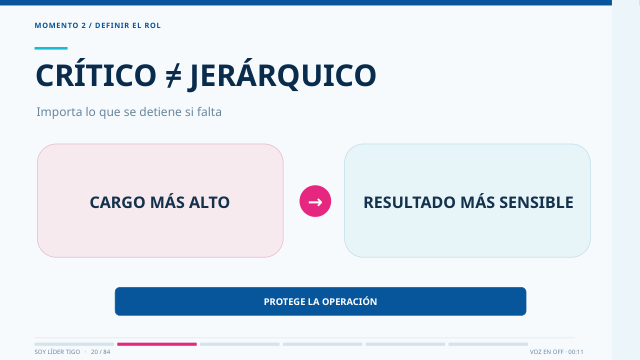 MOMENTO 2 / DEFINIR EL ROL
CRÍTICO ≠ JERÁRQUICO
Importa lo que se detiene si falta
CARGO MÁS ALTO
→
RESULTADO MÁS SENSIBLE
PROTEGE LA OPERACIÓN
SOY LÍDER TIGO · 20 / 84
VOZ EN OFF · 00:11